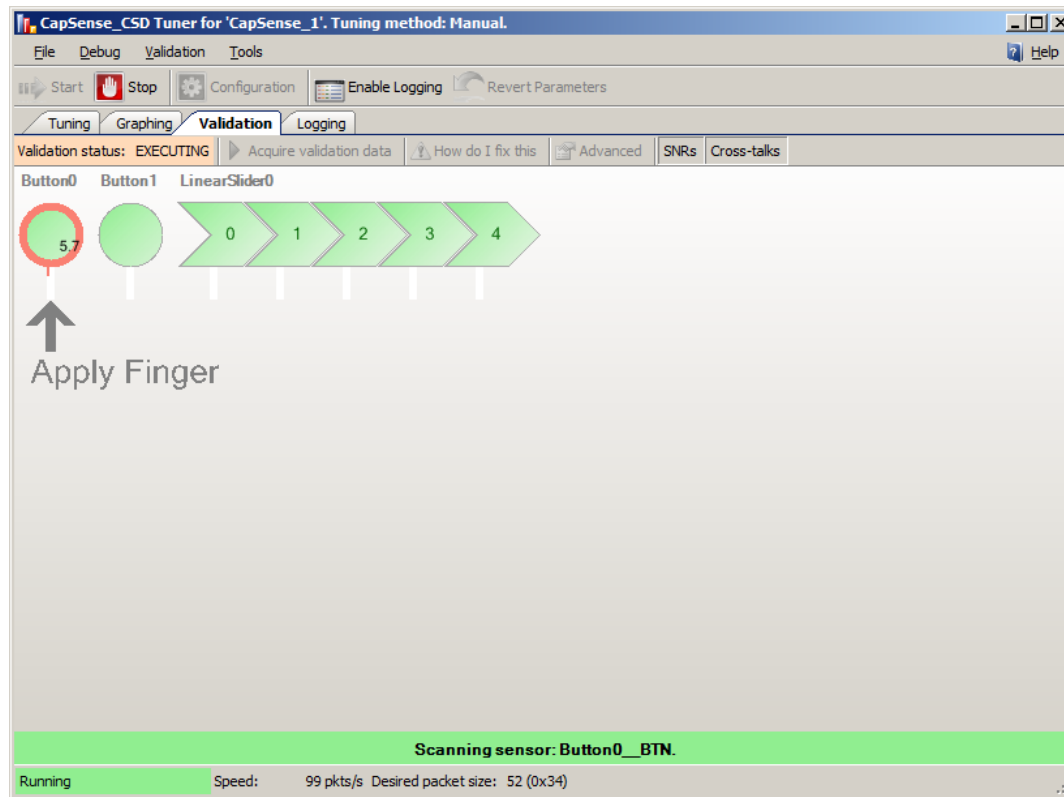 CapSense_CSD Tuner for 'CapSense_1'. Tuning method: Manual.
File Debug Validation Tools Help
Start Stop Configuration Enable Logging Revert Parameters
Tuning Graphing Validation Logging
Validation status: EXECUTING Acquire validation data How do I fix this Advanced SNRs Cross-talks
Button0 Button1 LinearSlider0
5.7 0 1 2 3 4
Apply Finger
Scanning sensor: Button0__BTN.
Running Speed: 99 pkts/s Desired packet size: 52 (0x34)